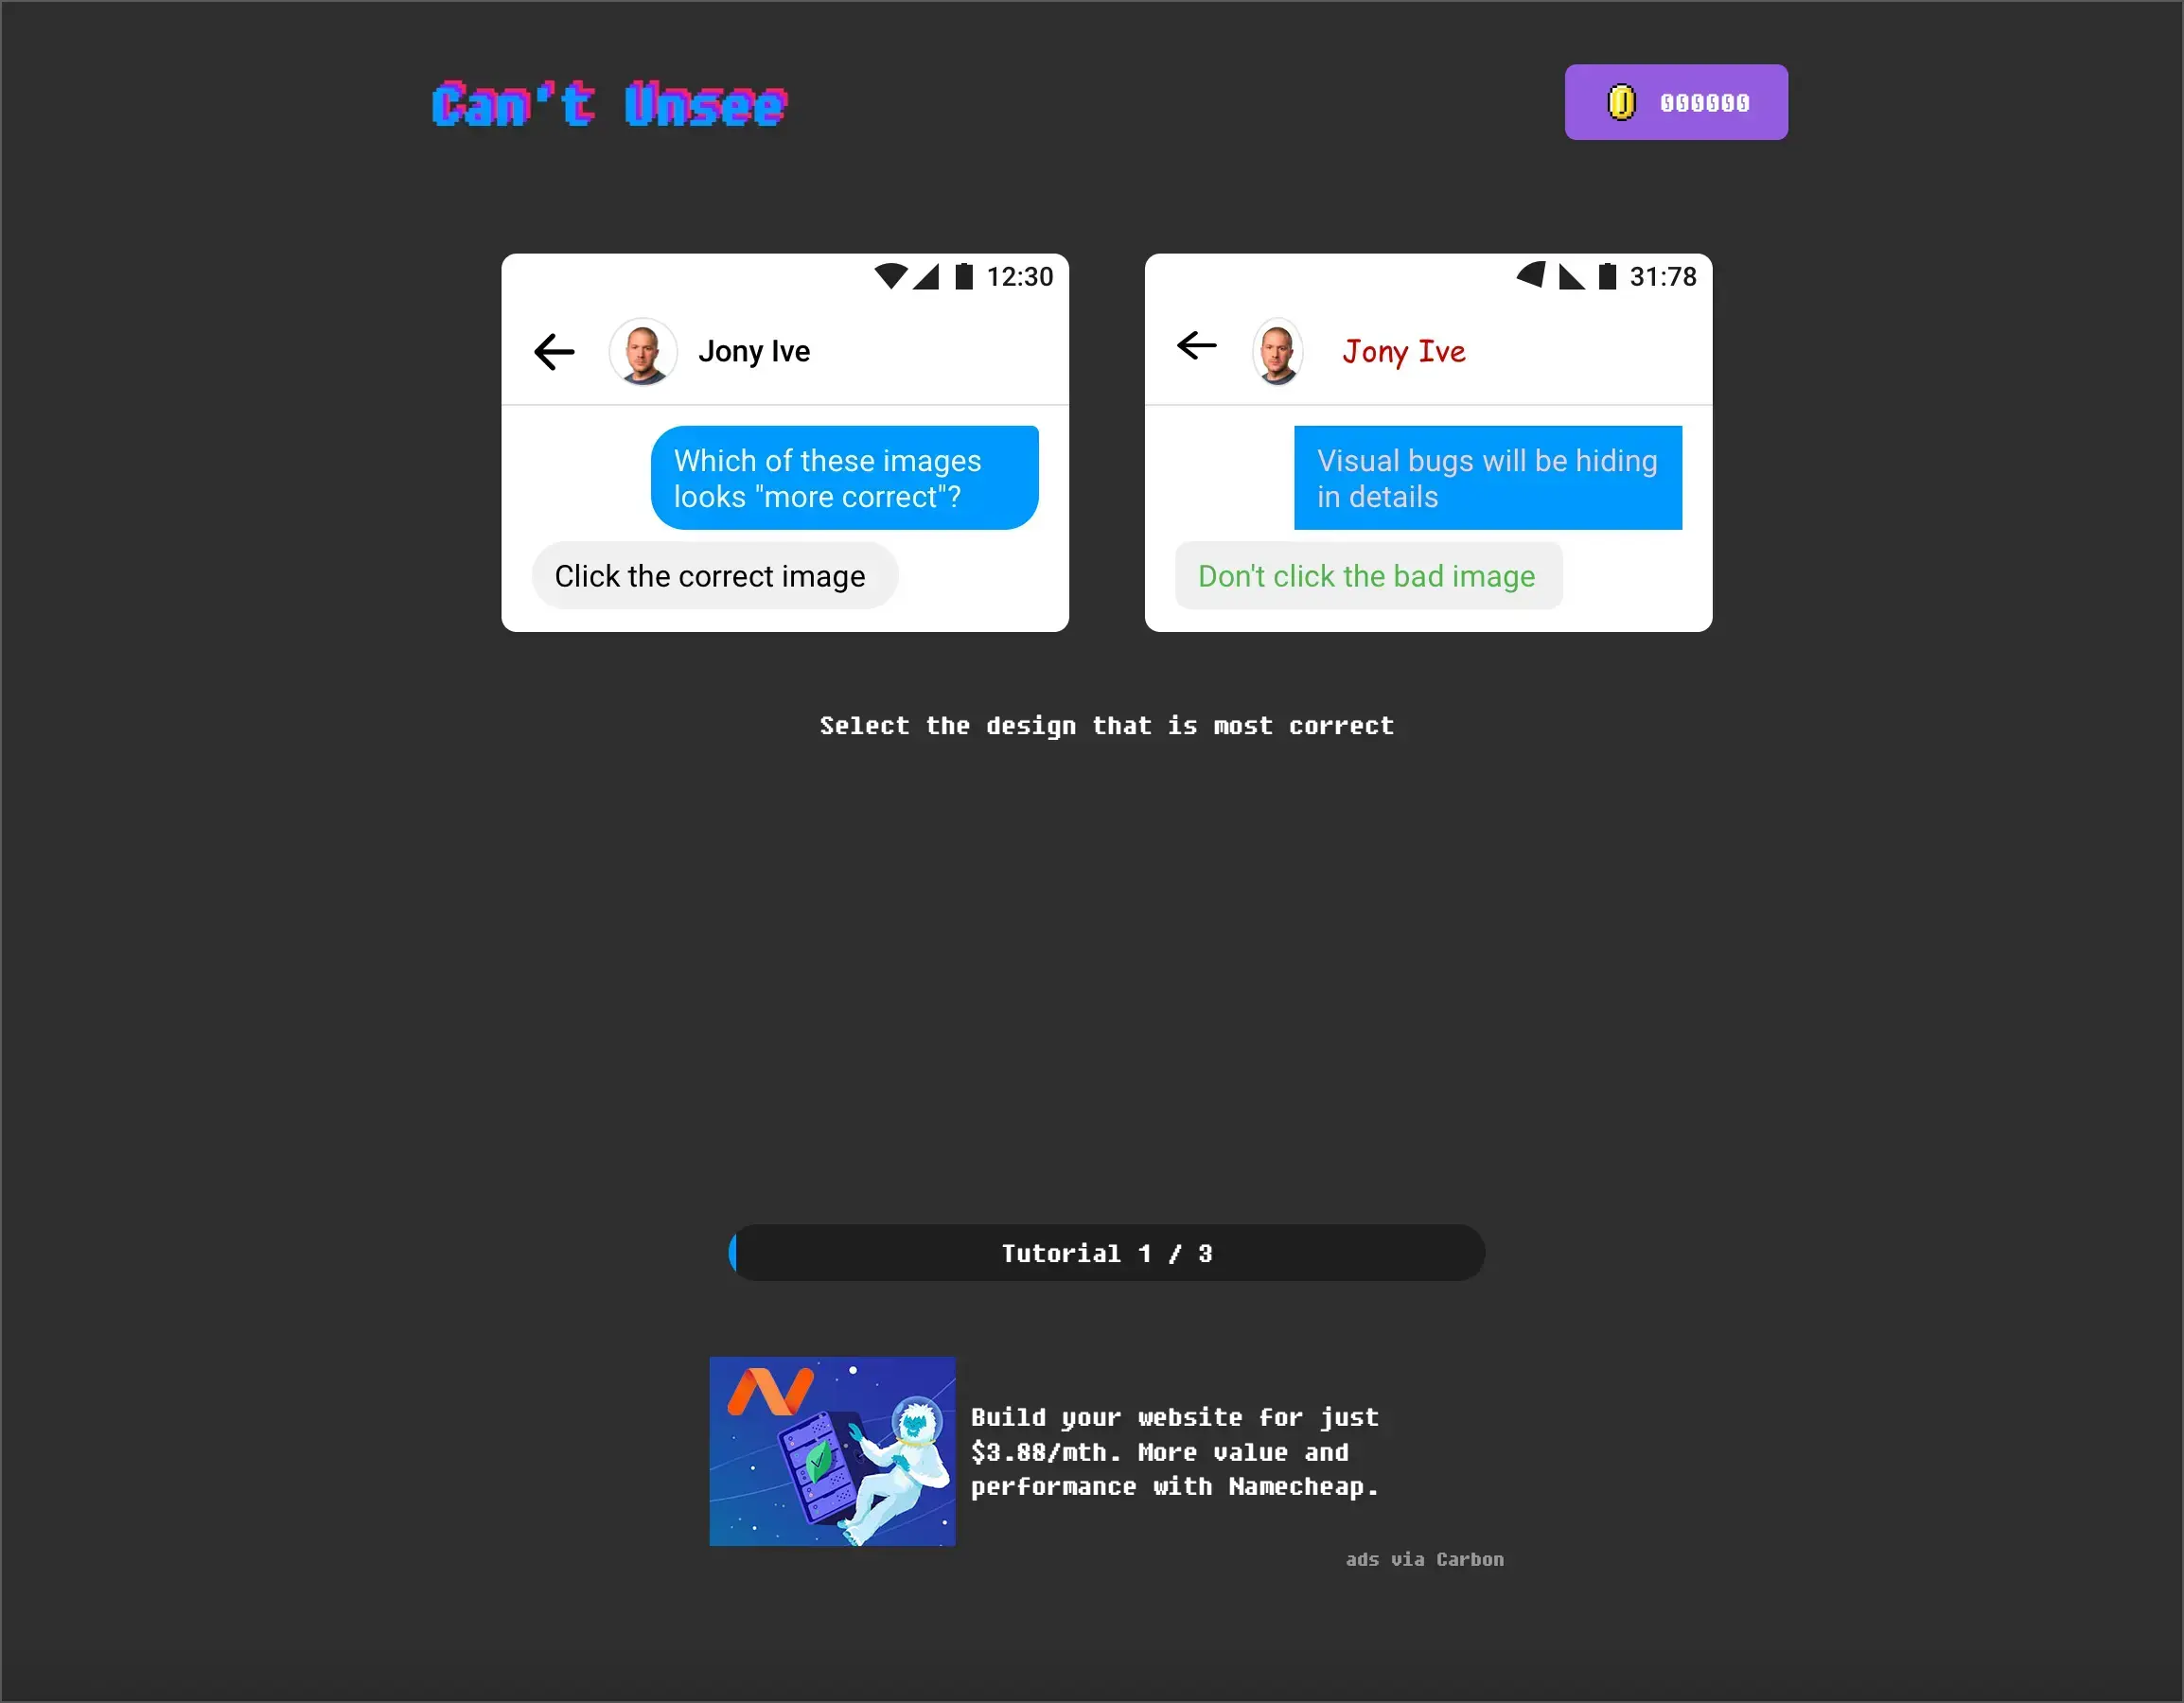 Can't Unsee
000000
12:30
Jony Ive
Which of these images
looks "more correct"?
Click the correct image
31:78
Jony Ive
Visual bugs will be hiding
in details
Don't click the bad image
Select the design that is most correct
Tutorial 1 / 3
Build your website for just
$3.88/mth. More value and
performance with Namecheap.
ads via Carbon